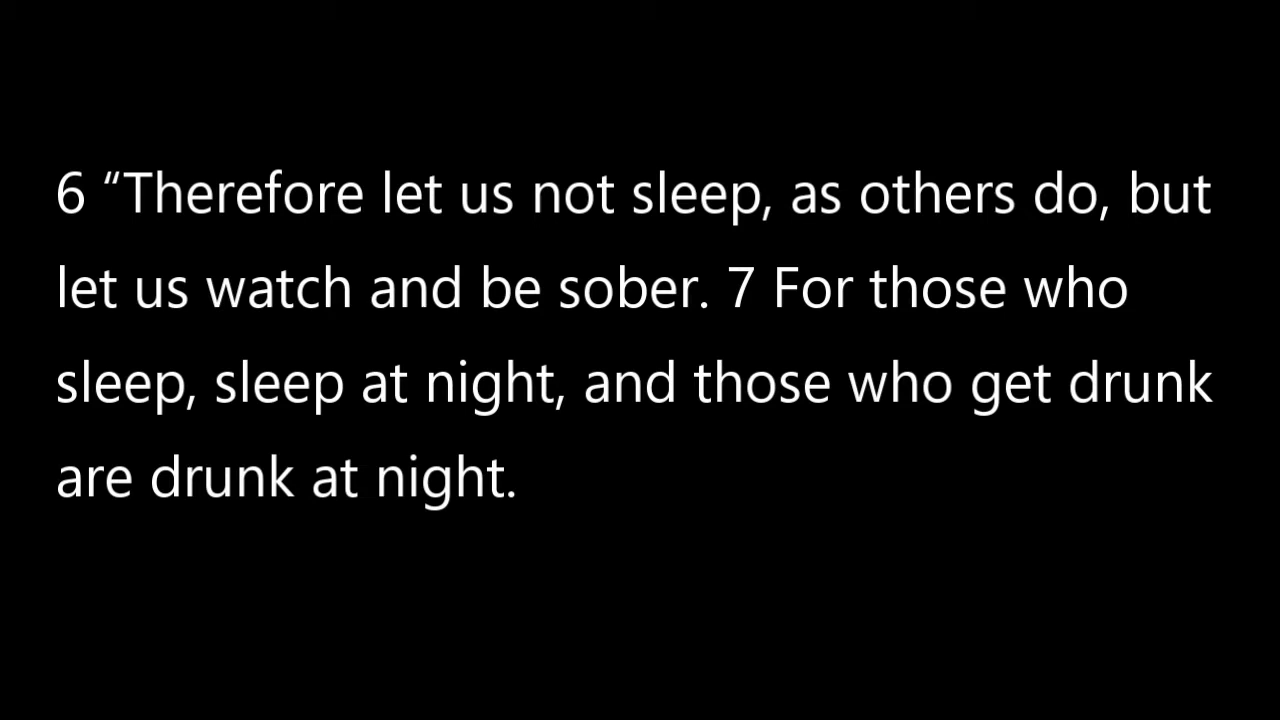 6 “Therefore let us not sleep, as others do, but
let us watch and be sober. 7 For those who
sleep, sleep at night, and those who get drunk
are drunk at night.